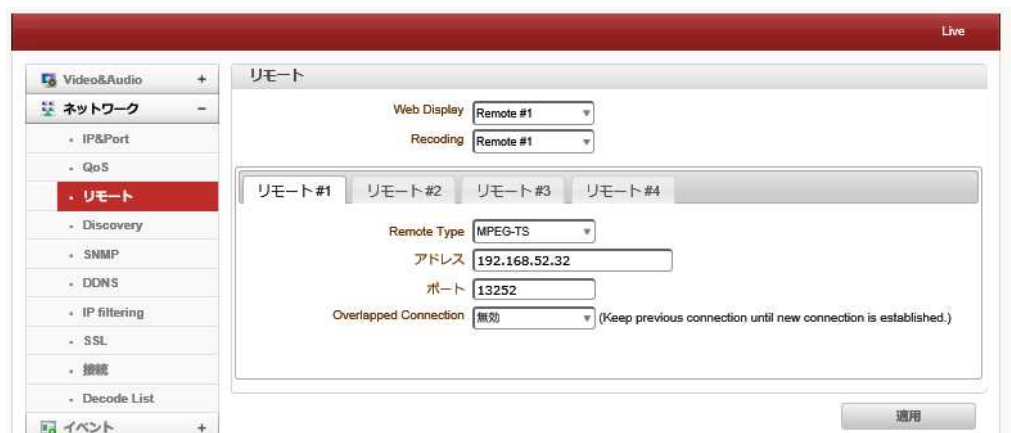 Live
Video&Audio +
ネットワーク -
IP&Port
QoS
リモート
Discovery
SNMP
DDNS
IP filtering
SSL
接続
Decode List
イベント +
リモート
Web Display Remote #1
Recoding Remote #1
リモート#1 リモート#2 リモート#3 リモート#4
Remote Type MPEG-TS
アドレス 192.168.52.32
ポート 13252
Overlapped Connection 無効 (Keep previous connection until new connection is established.)
適用